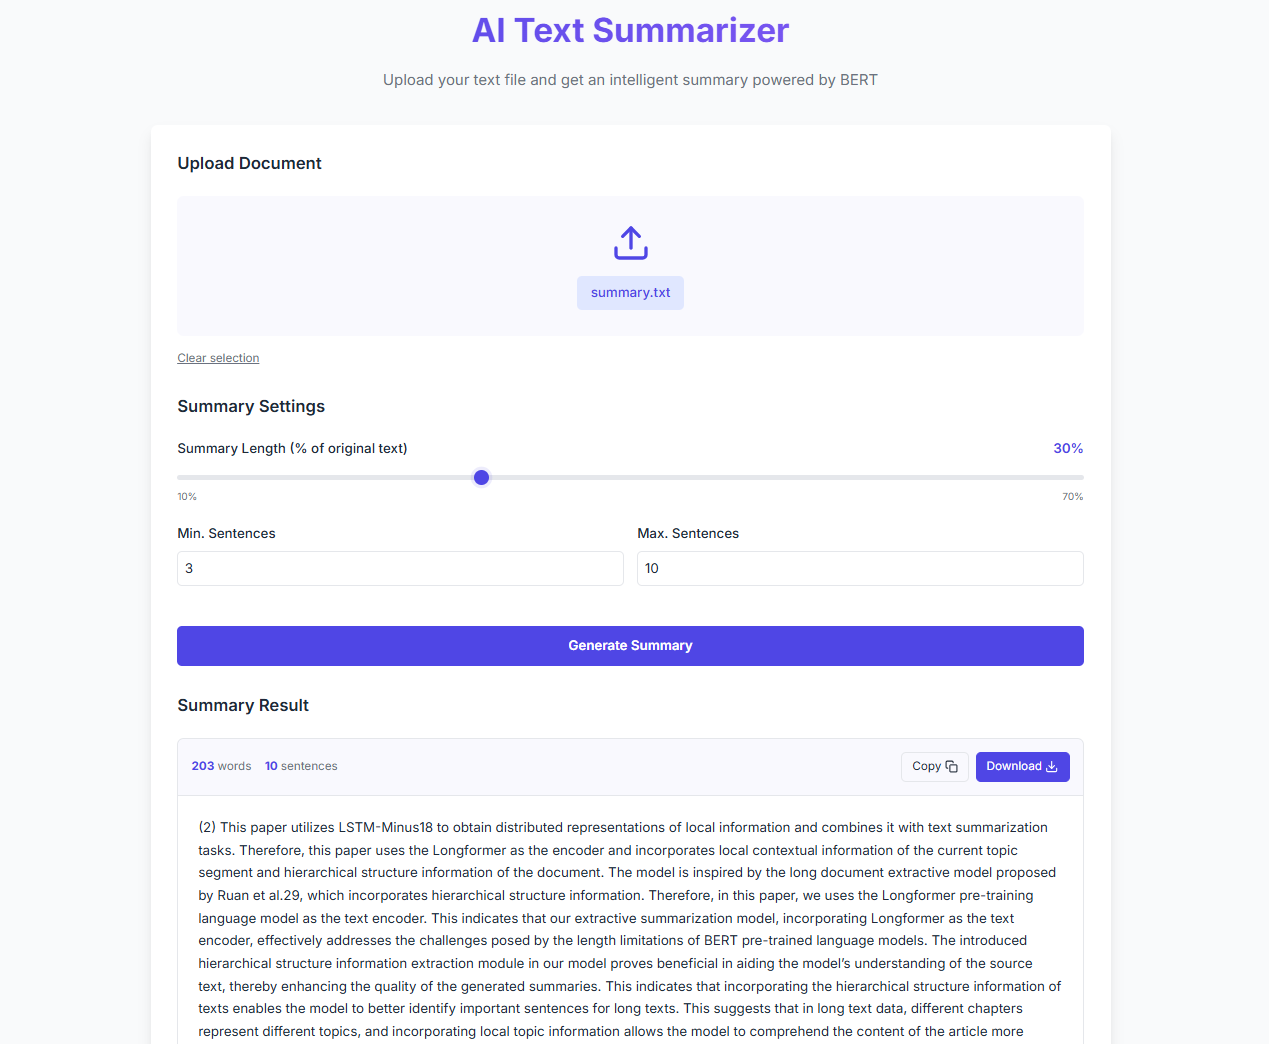 AI Text Summarizer
Upload your text file and get an intelligent summary powered by BERT
Upload Document
summary.txt
Clear selection
Summary Settings
Summary Length (% of original text)
30%
10%
70%
Min. Sentences
Max. Sentences
3
10
Generate Summary
Summary Result
203 words 10 sentences
Copy
Download
(2) This paper utilizes LSTM-Minus18 to obtain distributed representations of local information and combines it with text summarization
tasks. Therefore, this paper uses the Longformer as the encoder and incorporates local contextual information of the current topic
segment and hierarchical structure information of the document. The model is inspired by the long document extractive model proposed
by Ruan et al.29, which incorporates hierarchical structure information. Therefore, in this paper, we uses the Longformer pre-training
language model as the text encoder. This indicates that our extractive summarization model, incorporating Longformer as the text
encoder, effectively addresses the challenges posed by the length limitations of BERT pre-trained language models. The introduced
hierarchical structure information extraction module in our model proves beneficial in aiding the model’s understanding of the source
text, thereby enhancing the quality of the generated summaries. This indicates that incorporating the hierarchical structure information of
texts enables the model to better identify important sentences for long texts. This suggests that in long text data, different chapters
represent different topics, and incorporating local topic information allows the model to comprehend the content of the article more